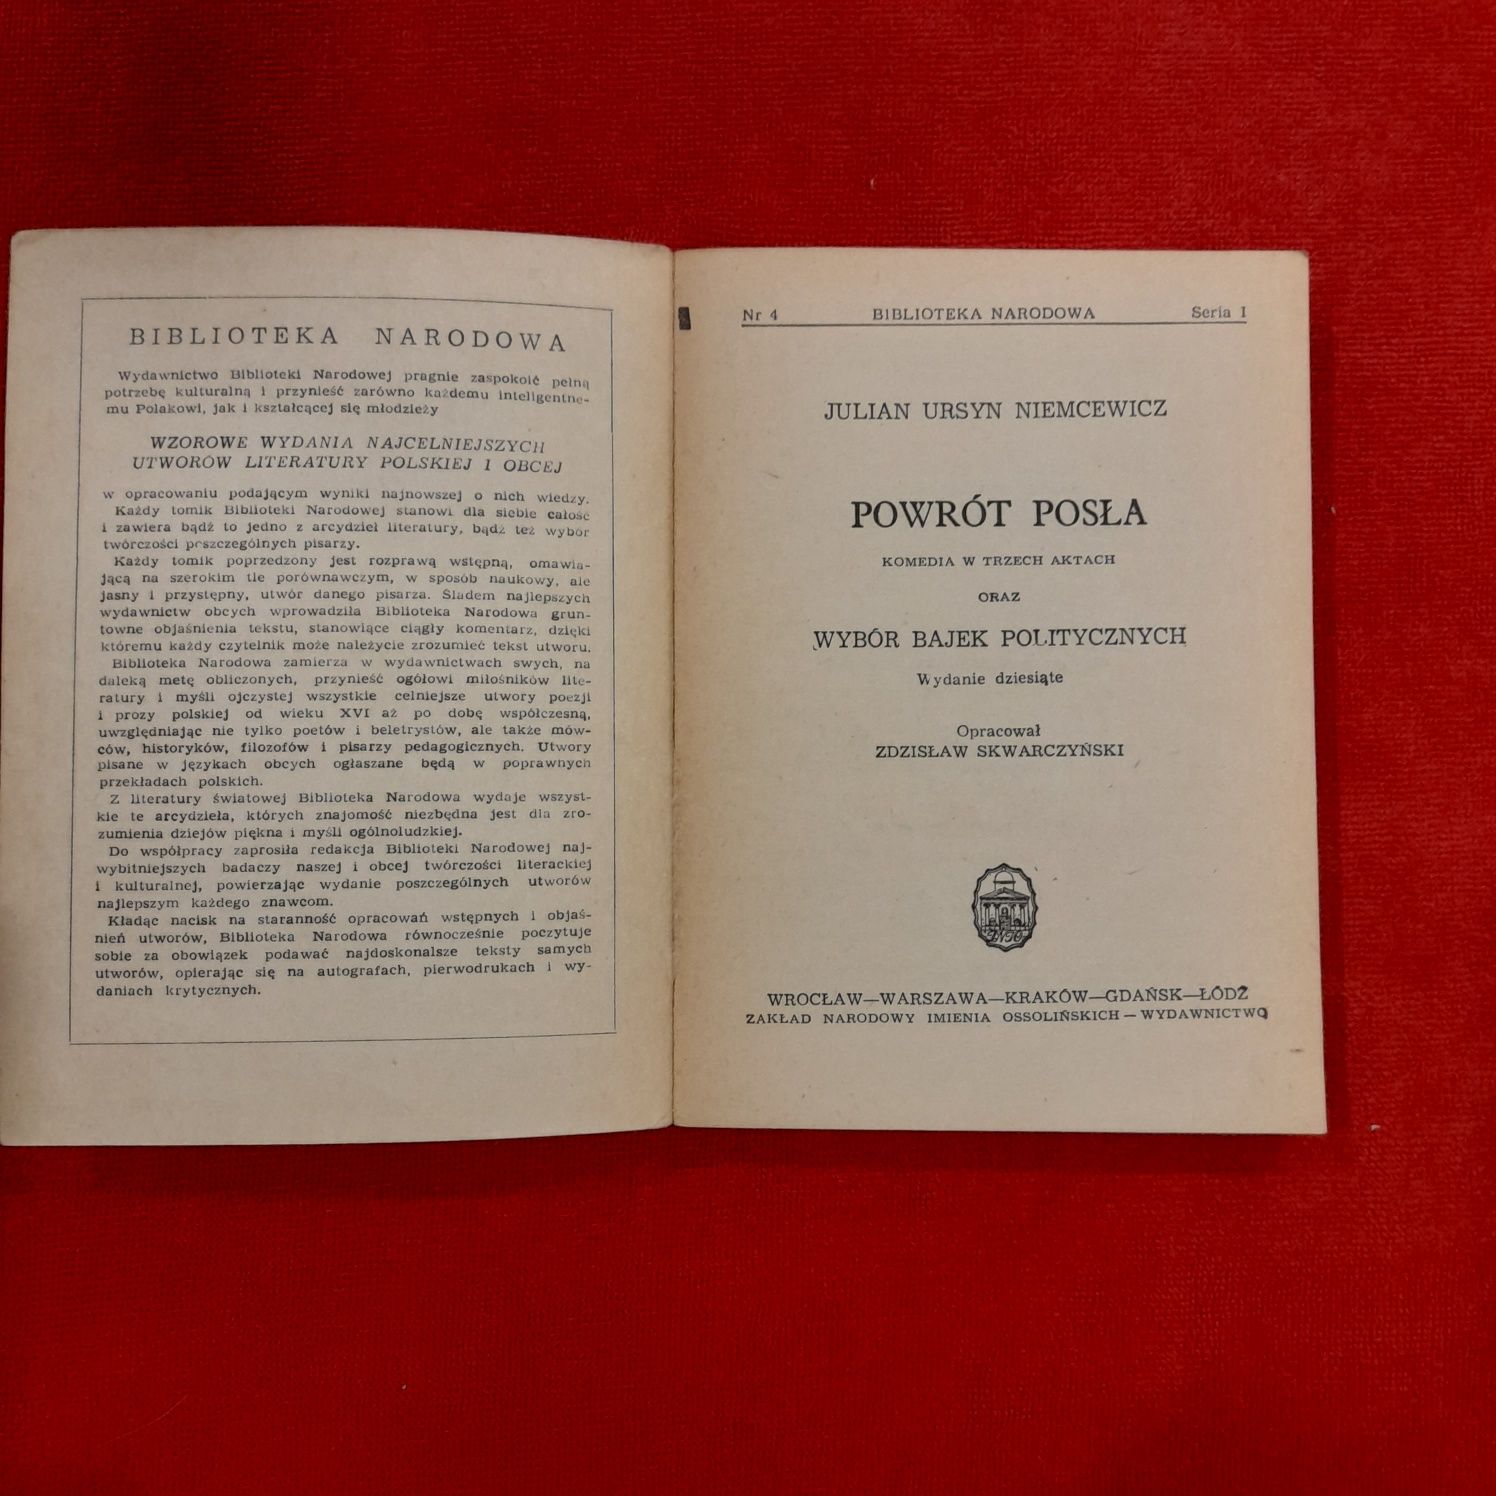 BIBLIOTEKA NARODOWA
Wydawnictwo Biblioteki Narodowej pragnie zaspokoić pełną
potrzebę kulturalną i przynieść zarówno każdemu inteligentne-
mu Polakowi, jak i kształcącej się młodzieży
WZOROWE WYDANIA NAJCELNIEJSZYCH
UTWORÓW LITERATURY POLSKIEJ I OBCEJ
w opracowaniu podającym wyniki najnowszej o nich wiedzy.
Każdy tomik Biblioteki Narodowej stanowi dla siebie całość
i zawiera bądź to jedno z arcydzieł literatury, bądź też wybór
twórczości poszczególnych pisarzy.
Każdy tomik poprzedzony jest rozprawą wstępną, omawia-
jącą na szerokim tle porównawczym, w sposób naukowy, ale
jasny i przystępny, utwór danego pisarza. Śladem najlepszych
wydawnictw obcych wprowadziła Biblioteka Narodowa grun-
towne objaśnienia tekstu, stanowiące ciągły komentarz, dzięki
któremu każdy czytelnik może należycie zrozumieć tekst utworu.
Biblioteka Narodowa zamierza w wydawnictwach swych, na
daleką metę obliczonych, przynieść ogółowi miłośników lite-
ratury i myśli ojczystej wszystkie celniejsze utwory poezji
i prozy polskiej od wieku XVI aż po dobę współczesną,
uwzględniając nie tylko poetów i beletrystów, ale także mów-
ców, historyków, filozofów i pisarzy pedagogicznych. Utwory
pisane w językach obcych ogłaszane będą w poprawnych
przekładach polskich.
Z literatury światowej Biblioteka Narodowa wydaje wszyst-
kie te arcydzieła, których znajomość niezbędna jest dla zro-
zumienia dziejów piękna i myśli ogólnoludzkiej.
Do współpracy zaprosiła redakcja Biblioteki Narodowej naj-
wybitniejszych badaczy naszej i obcej twórczości literackiej
i kulturalnej, powierzając wydanie poszczególnych utworów
najlepszym każdego znawcom.
Kładąc nacisk na staranność opracowań wstępnych i objaś-
nień utworów, Biblioteka Narodowa równocześnie poczytuje
sobie za obowiązek podawać najdoskonalsze teksty samych
utworów, opierając się na autografach, pierwodrukach i wy-
daniach krytycznych.
Nr 4 BIBLIOTEKA NARODOWA Seria I
JULIAN URSYN NIEMCEWICZ
POWRÓT POSŁA
KOMEDIA W TRZECH AKTACH
ORAZ
WYBÓR BAJEK POLITYCZNYCH
Wydanie dziesiąte
Opracował
ZDZISŁAW SKWARCZYŃSKI
ZNIO
WROCŁAW—WARSZAWA—KRAKÓW—GDAŃSK—ŁÓDŹ
ZAKŁAD NARODOWY IMIENIA OSSOLIŃSKICH — WYDAWNICTWO